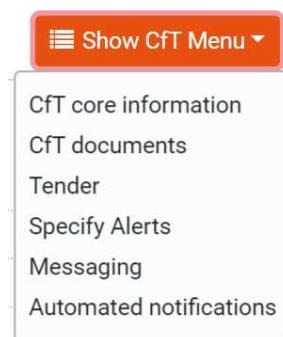 Show CfT Menu
CfT core information
CfT documents
Tender
Specify Alerts
Messaging
Automated notifications